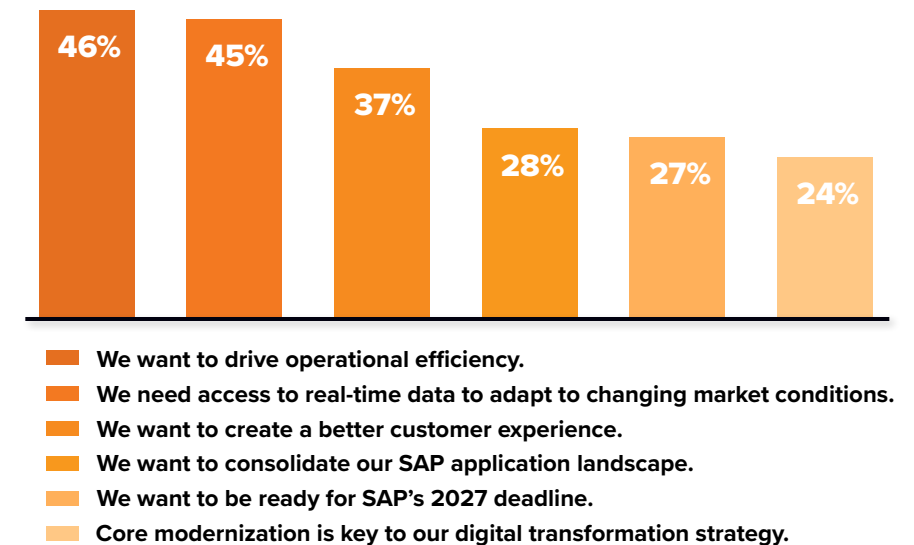 46%
45%
37%
28%
27%
24%
We want to drive operational efficiency.
We need access to real-time data to adapt to changing market conditions.
We want to create a better customer experience.
We want to consolidate our SAP application landscape.
We want to be ready for SAP’s 2027 deadline.
Core modernization is key to our digital transformation strategy.